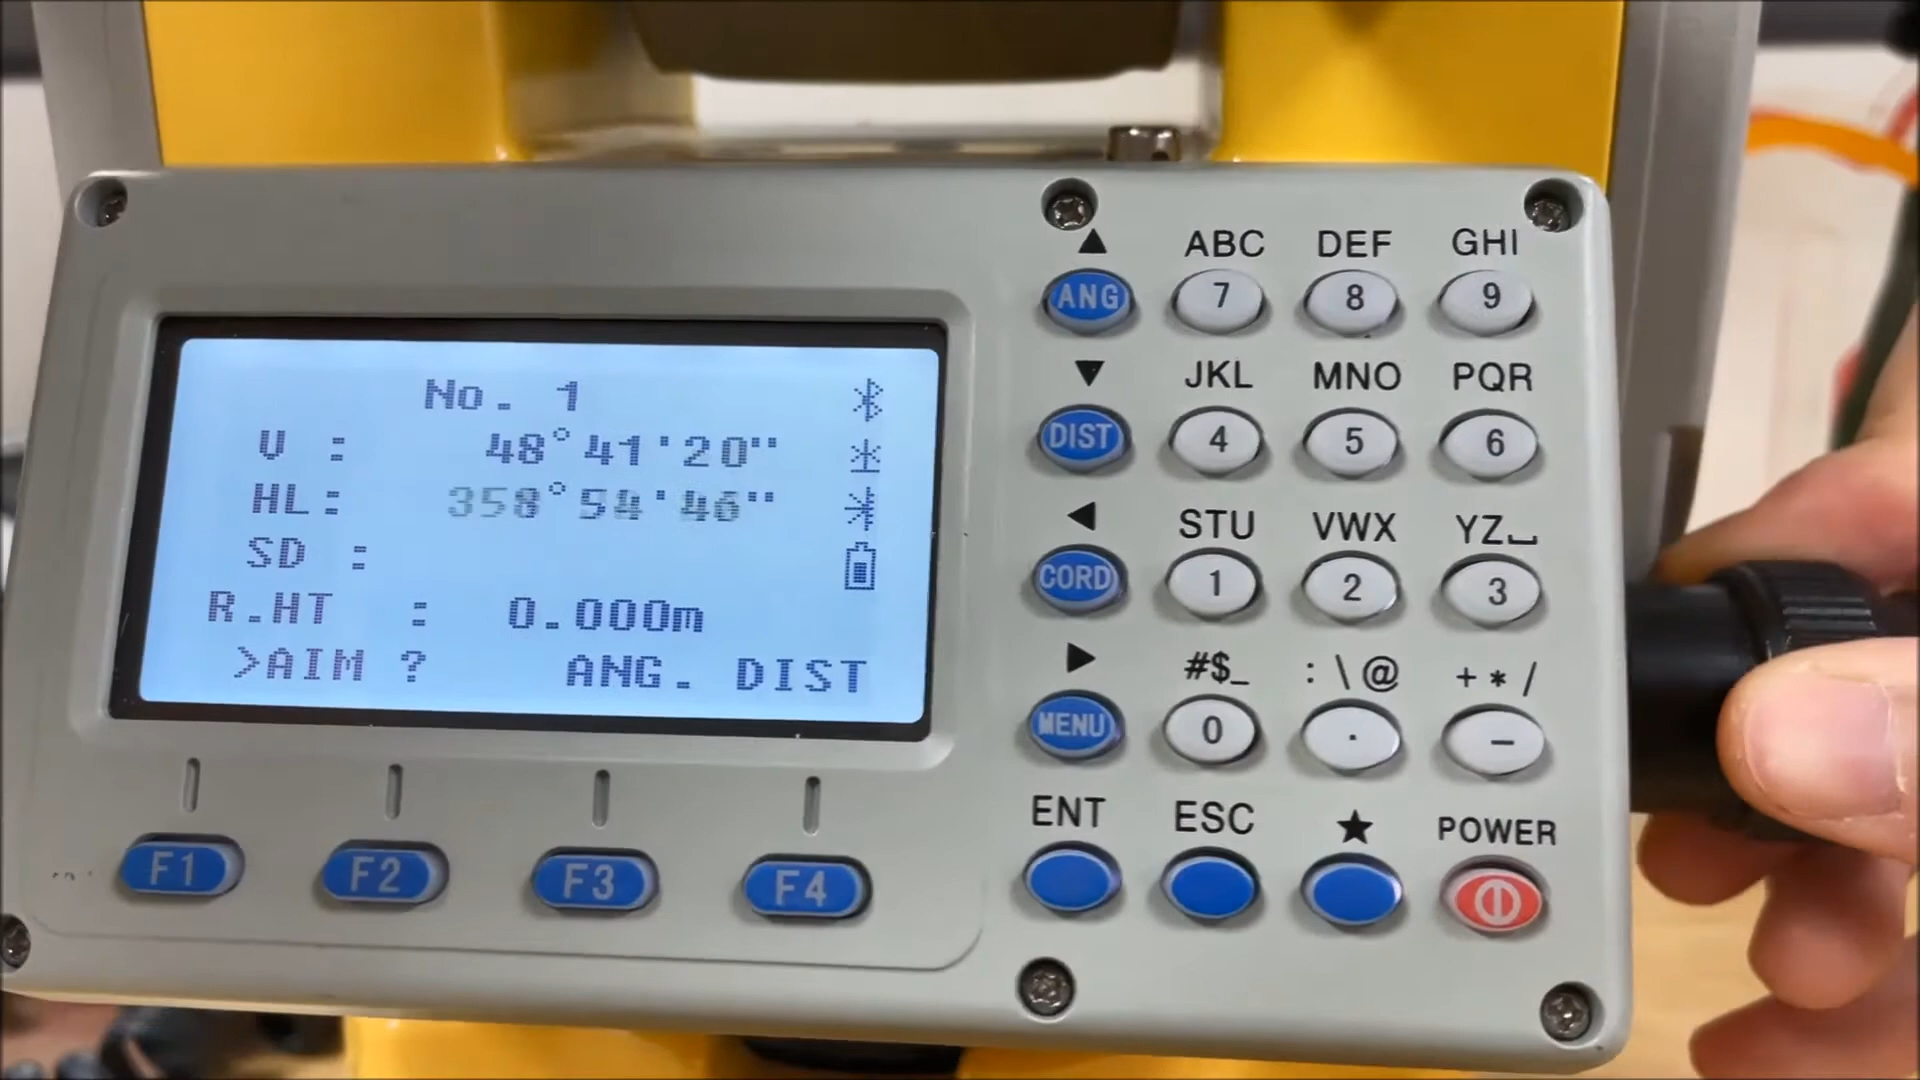 No. 1
V : 48°41'20"
HL: 358°54'46"
SD :
R.HT : 0.000m
>AIM ? ANG. DIST
F1 F2 F3 F4
ABC DEF GHI
ANG 7 8 9
JKL MNO PQR
DIST 4 5 6
STU VWX YZ⎵
CORD 1 2 3
#$_ :\@ +*/
MENU 0 . −
ENT ESC ★ POWER